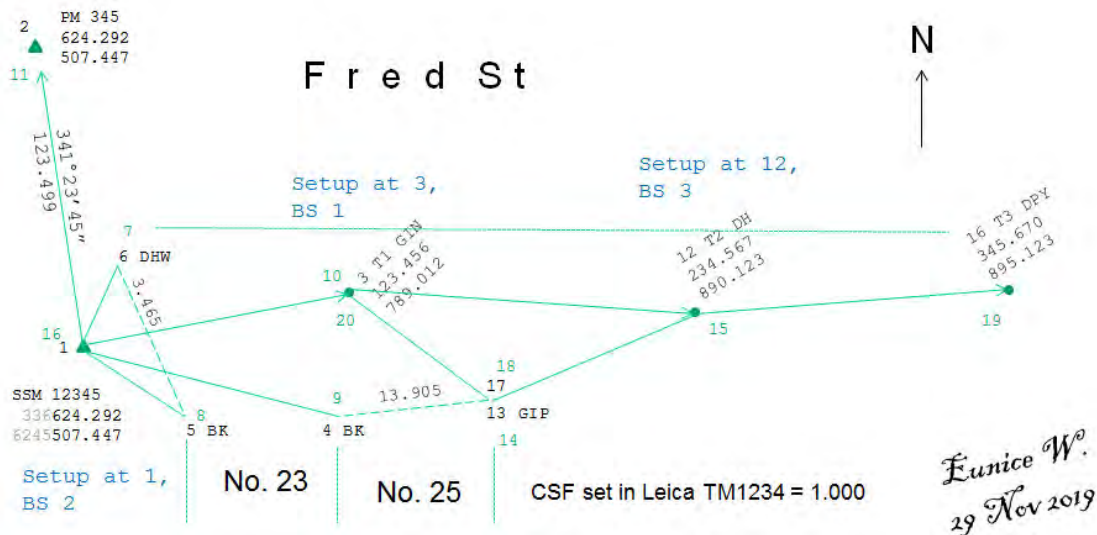 2
PM 345
624.292
507.447
11
N
Fred St
341°23'45"
123.499
Setup at 3,
BS 1
Setup at 12,
BS 3
7
6 DHW
3.465
10
3 T1 GIN
123.456
789.012
20
12 T2 DH
234.567
890.123
15
16 T3 DPY
345.670
895.123
19
16
1
SSM 12345
336624.292
6245507.447
8
5 BK
9
4 BK
13.905
18
17
13 GIP
14
Setup at 1,
BS 2
No. 23
No. 25
CSF set in Leica TM1234 = 1.000
Eunice W.
29 Nov 2019